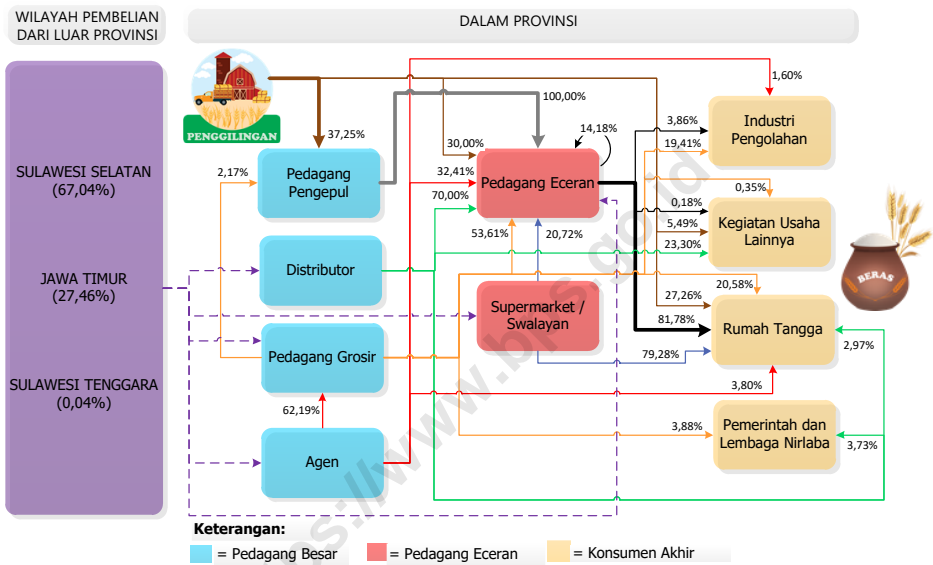 WILAYAH PEMBELIAN
DARI LUAR PROVINSI
DALAM PROVINSI
SULAWESI SELATAN
(67,04%)
JAWA TIMUR
(27,46%)
SULAWESI TENGGARA
(0,04%)
PENGGILINGAN
37,25%
100,00%
14,18%
1,60%
30,00%
32,41%
70,00%
2,17%
Pedagang
Pengepul
Pedagang Eceran
3,86%
19,41%
Industri
Pengolahan
0,35%
0,18%
5,49%
23,30%
Kegiatan Usaha
Lainnya
53,61%
20,72%
Distributor
BERAS
20,58%
27,26%
81,78%
Supermarket /
Swalayan
Rumah Tangga
Pedagang Grosir
79,28%
2,97%
3,80%
62,19%
Agen
3,88%
Pemerintah dan
Lembaga Nirlaba
3,73%
Keterangan:
= Pedagang Besar
= Pedagang Eceran
= Konsumen Akhir
ps://www.bps.go.id